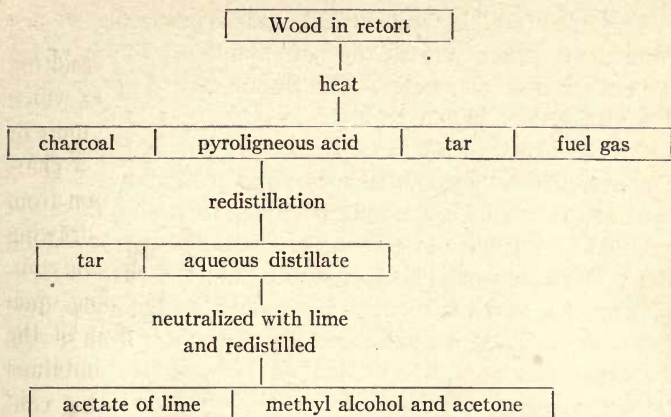 Wood in retort
heat
charcoal | pyroligneous acid | tar | fuel gas
redistillation
tar | aqueous distillate
neutralized with lime
and redistilled
acetate of lime | methyl alcohol and acetone